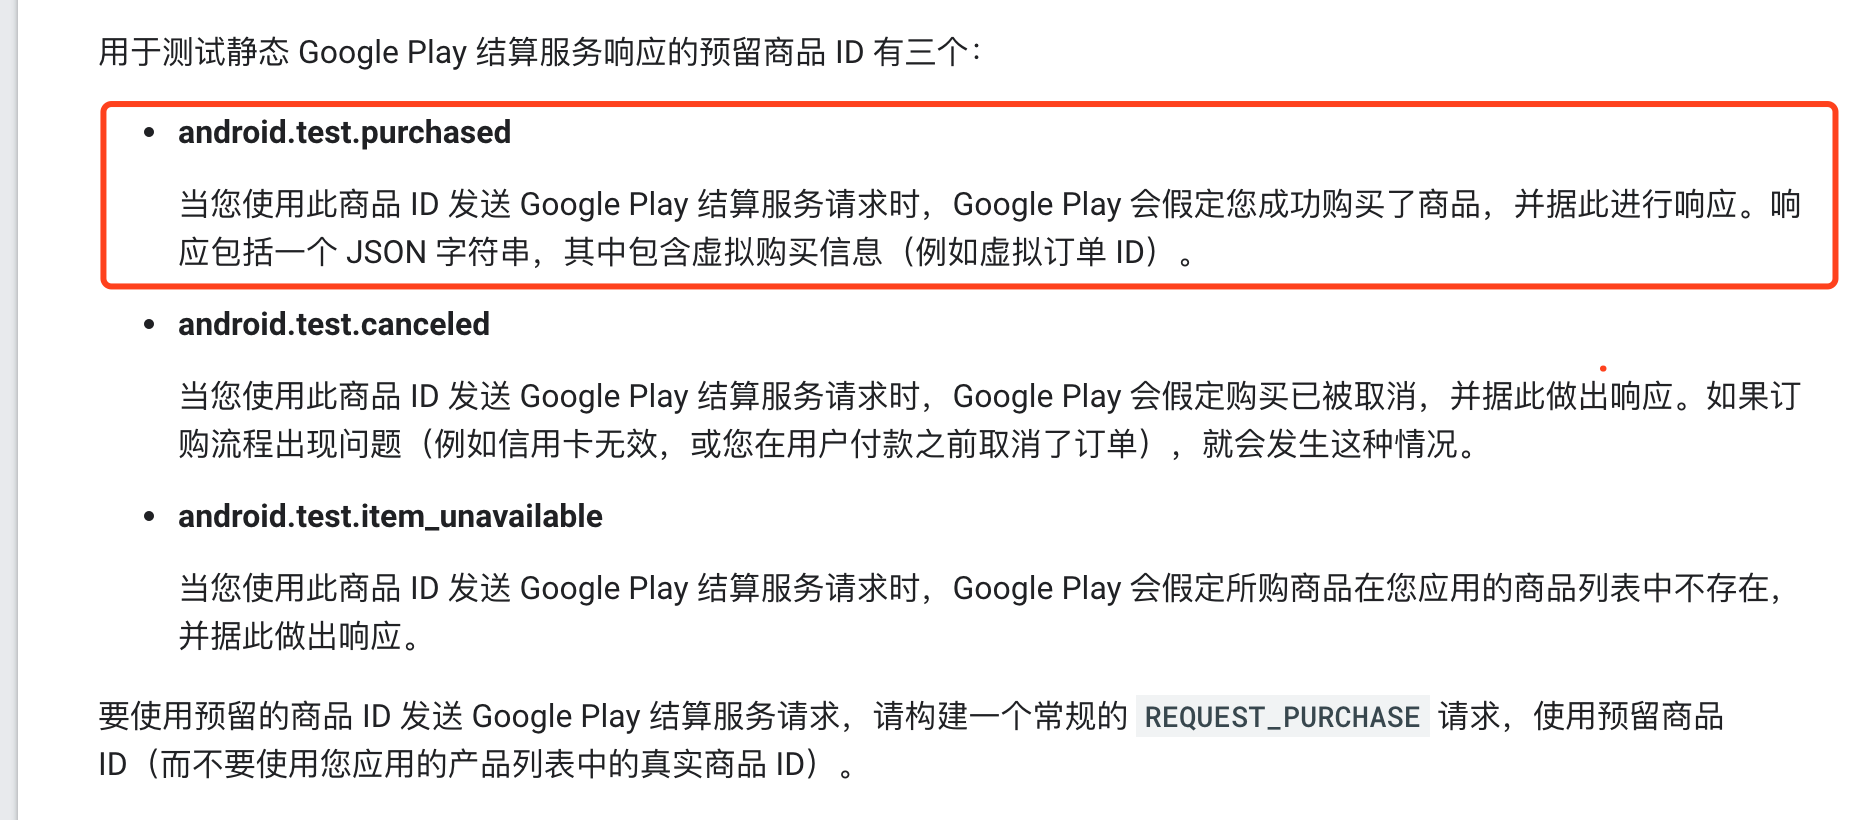 用于测试静态 Google Play 结算服务响应的预留商品 ID 有三个：
• android.test.purchased
当您使用此商品 ID 发送 Google Play 结算服务请求时，Google Play 会假定您成功购买了商品，并据此进行响应。响
应包括一个 JSON 字符串，其中包含虚拟购买信息（例如虚拟订单 ID）。
• android.test.canceled
当您使用此商品 ID 发送 Google Play 结算服务请求时，Google Play 会假定购买已被取消，并据此做出响应。如果订
购流程出现问题（例如信用卡无效，或您在用户付款之前取消了订单），就会发生这种情况。
• android.test.item_unavailable
当您使用此商品 ID 发送 Google Play 结算服务请求时，Google Play 会假定所购商品在您应用的商品列表中不存在，
并据此做出响应。
要使用预留的商品 ID 发送 Google Play 结算服务请求，请构建一个常规的 REQUEST_PURCHASE 请求，使用预留商品
ID（而不要使用您应用的产品列表中的真实商品 ID）。